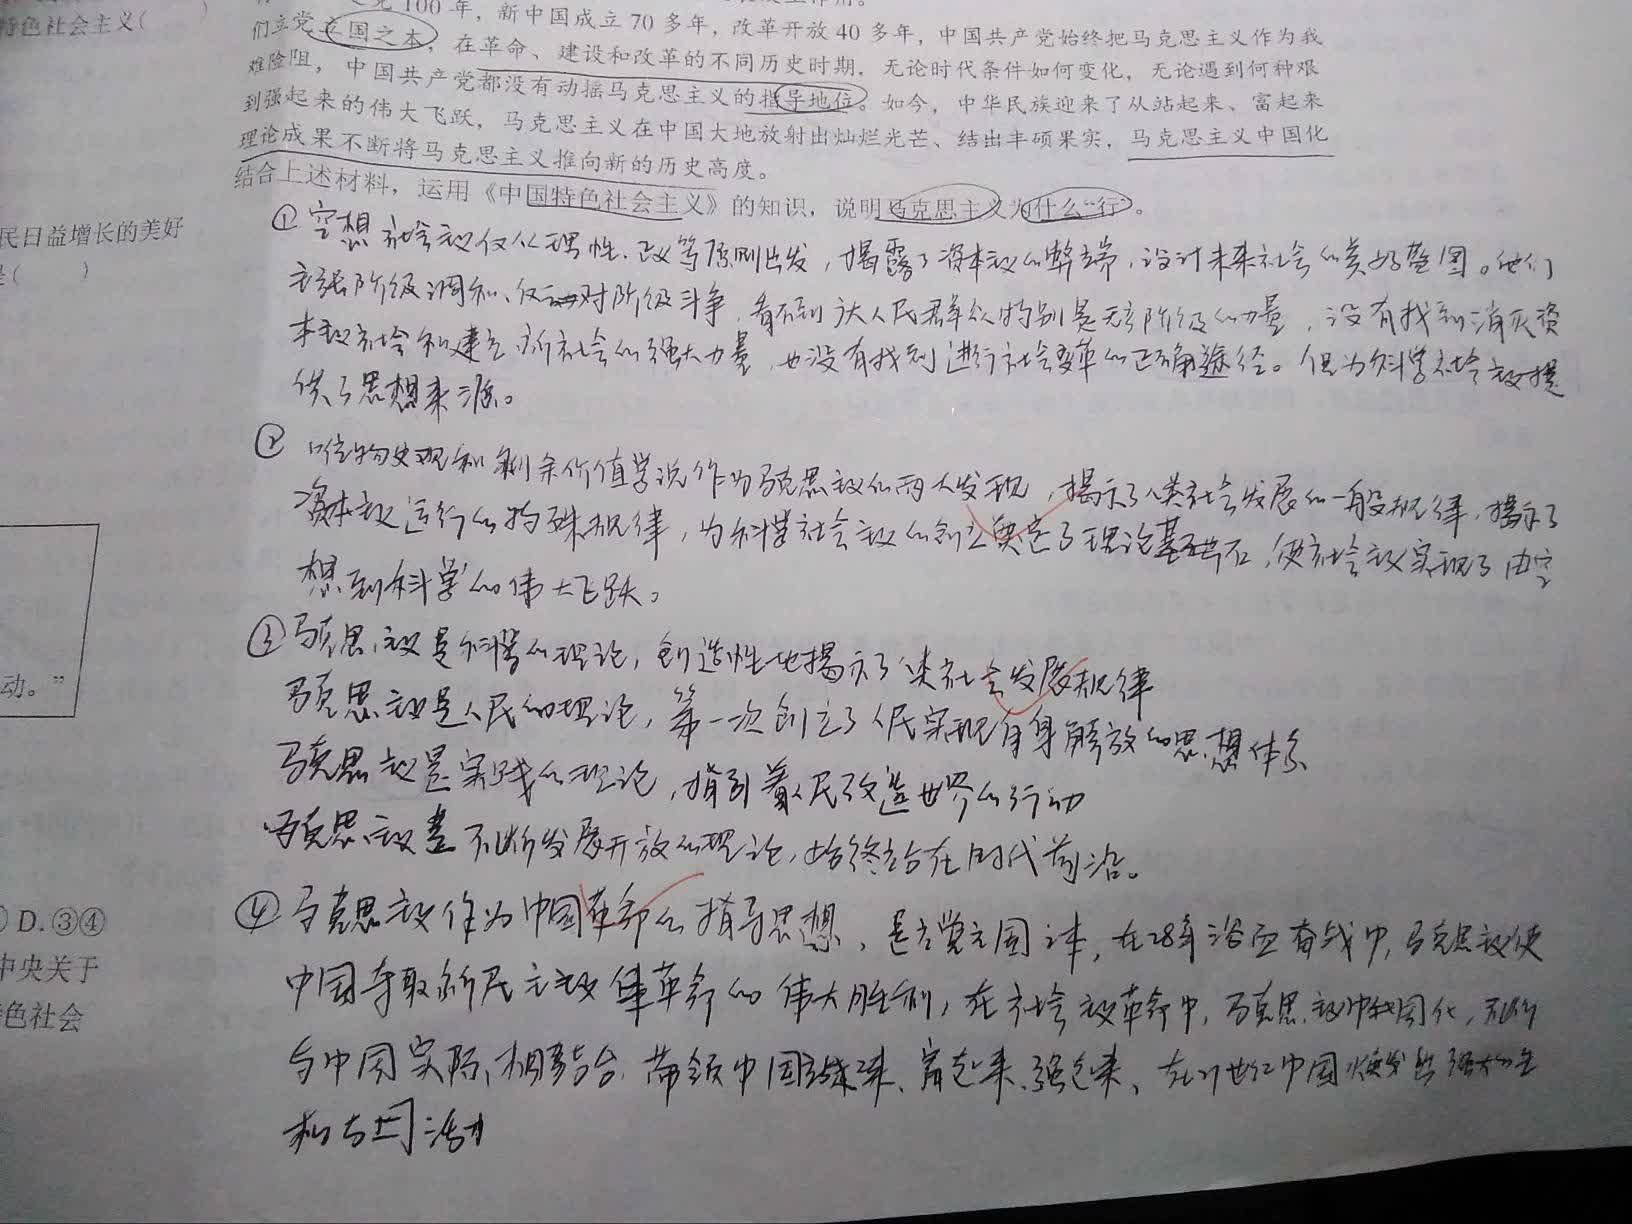 100年，新中国成立70多年，改革开放40多年，中国共产党始终把马克思主义作为我
们立党立国之本，在革命、建设和改革的不同历史时期，无论时代条件如何变化，无论遇到何种艰
难险阻，中国共产党都没有动摇马克思主义的指导地位。如今，中华民族迎来了从站起来、富起来
到强起来的伟大飞跃，马克思主义在中国大地放射出灿烂光芒、结出丰硕果实，马克思主义中国化
理论成果不断将马克思主义推向新的历史高度。
结合上述材料，运用《中国特色社会主义》的知识，说明马克思主义为什么“行”。
①空想社会主义仅从理性、正义等原则出发，揭露了资本主义的弊端，设计未来社会的美好蓝图。他们
主张阶级调和、反对阶级斗争，看不到广大人民群众特别是无产阶级的力量，没有找到消灭资
本主义社会和建立新社会的强大力量，也没有找到进行社会变革的正确途径。但为科学社会主义提
供了思想来源。
② 唯物史观和剩余价值学说作为马克思主义的两大发现，揭示了人类社会发展的一般规律，揭示了
资本主义运行的特殊规律，为科学社会主义的创立奠定了理论基石，使社会主义实现了由空
想到科学的伟大飞跃。
③马克思主义是科学的理论，创造性地揭示了人类社会发展规律
马克思主义是人民的理论，第一次创立了人民实现自身解放的思想体系
马克思主义是实践的理论，指引着人民改造世界的行动
马克思主义是不断发展开放的理论，始终站在时代前沿。
④马克思主义作为中国革命的指导思想，是立党立国之本，在28年浴血奋战中，马克思主义使
中国夺取新民主主义革命的伟大胜利，在社会主义革命中，马克思主义中国化，不断
与中国实际相结合，带领中国站起来、富起来、强起来、在21世纪中国焕发出强大的生
机与活力
特色社会主义(　　)
民日益增长的美好
是(　　)
动。”
D.③④
中央关于
特色社会